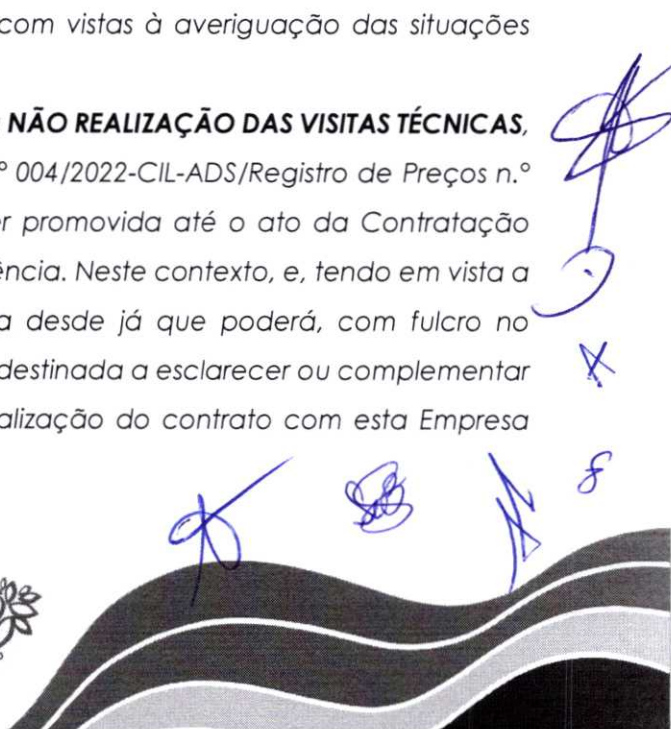 com vistas à averiguação das situações
NÃO REALIZAÇÃO DAS VISITAS TÉCNICAS,
º 004/2022-CIL-ADS/Registro de Preços n.º
er promovida até o ato da Contratação
ência. Neste contexto, e, tendo em vista a
a desde já que poderá, com fulcro no
destinada a esclarecer ou complementar
alização do contrato com esta Empresa